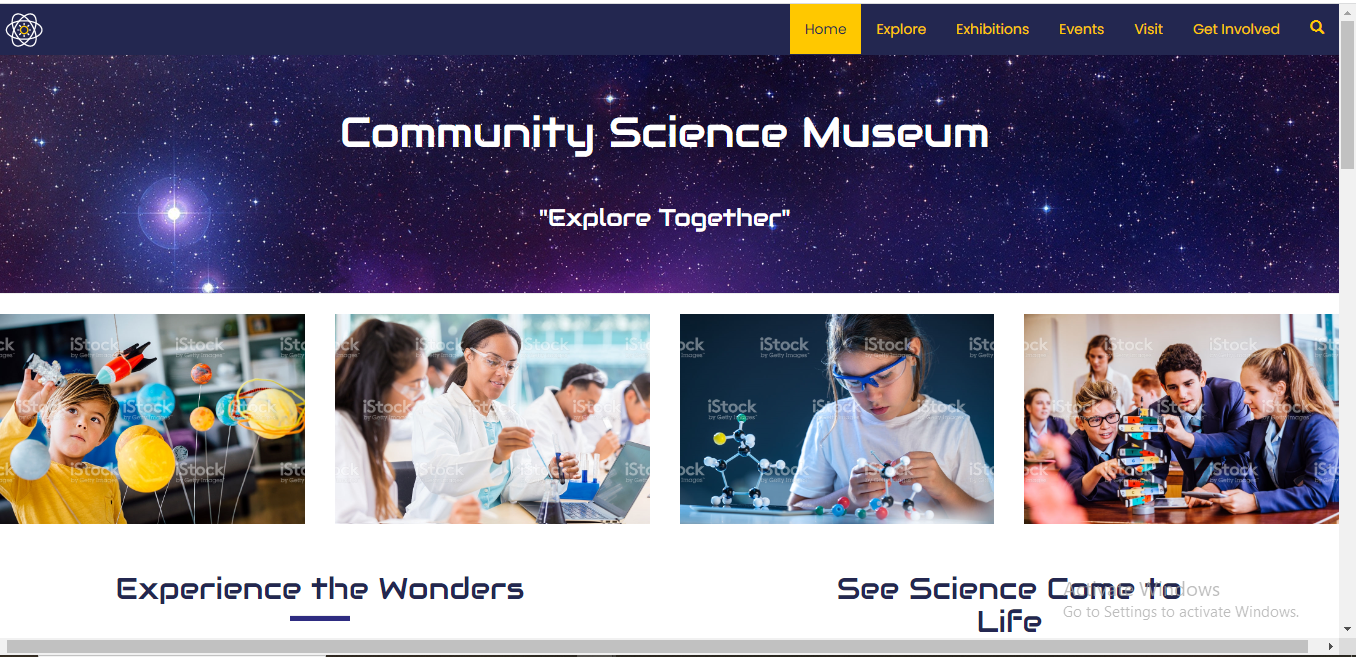 Home Explore Exhibitions Events Visit Get Involved
Community Science Museum
"Explore Together"
iStock
by Getty Images
Experience the Wonders
See Science Come to
Life
Activate Windows
Go to Settings to activate Windows.